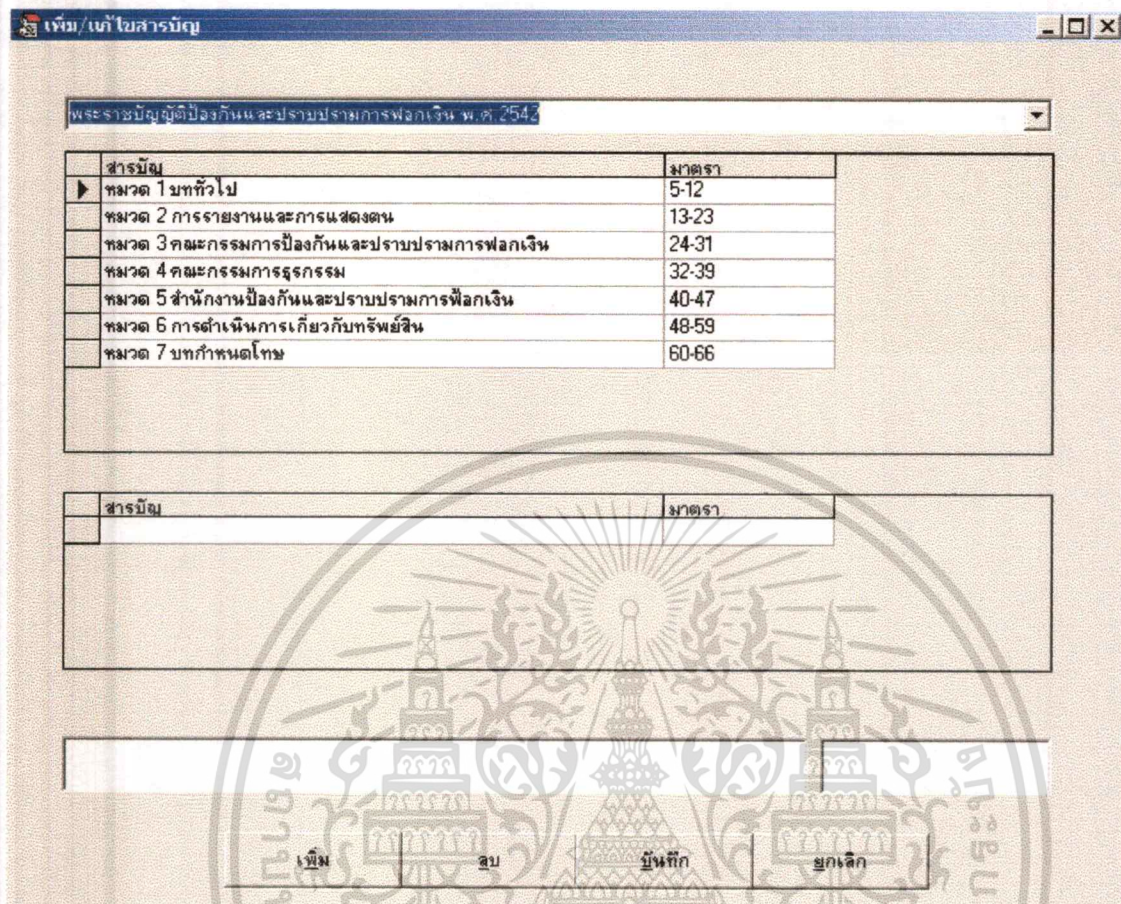 เพิ่ม/แก้ไขสารบัญ
พระราชบัญญัติป้องกันและปราบปรามการฟอกเงิน พ.ศ.2542
สารบัญ มาตรา
หมวด 1 บททั่วไป 5-12
หมวด 2 การรายงานและการแสดงตน 13-23
หมวด 3 คณะกรรมการป้องกันและปราบปรามการฟอกเงิน 24-31
หมวด 4 คณะกรรมการธุรกรรม 32-39
หมวด 5 สำนักงานป้องกันและปราบปรามการฟ้อกเงิน 40-47
หมวด 6 การดำเนินการเกี่ยวกับทรัพย์สิน 48-59
หมวด 7 บทกำหนดโทษ 60-66
สารบัญ มาตรา
เพิ่ม ลบ บันทึก ยกเลิก